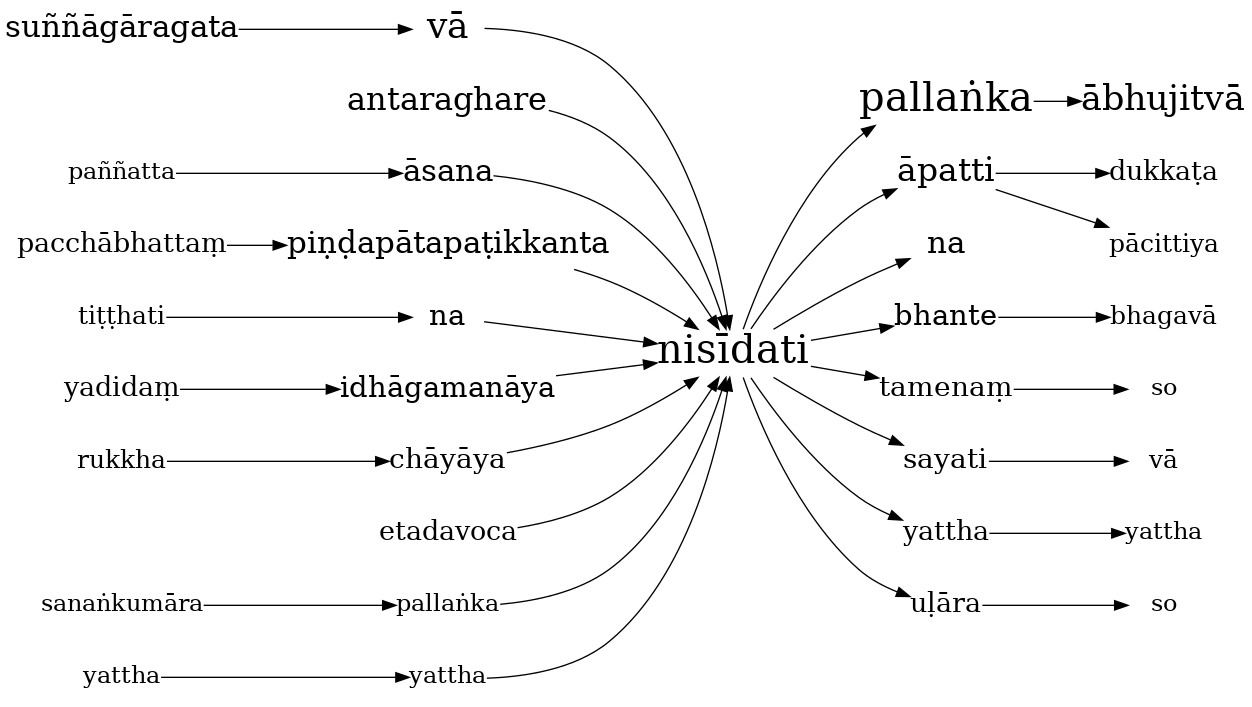 suññāgāragata vā
antaraghare pallaṅka ābhujitvā
paññatta āsana āpatti dukkaṭa
pacchābhattaṃ piṇḍapātapaṭikkanta na pācittiya
tiṭṭhati na bhante bhagavā
nisīdati
yadidaṃ idhāgamanāya tamenaṃ so
rukkha chāyāya sayati vā
etadavoca yattha yattha
sanaṅkumāra pallaṅka uḷāra so
yattha yattha